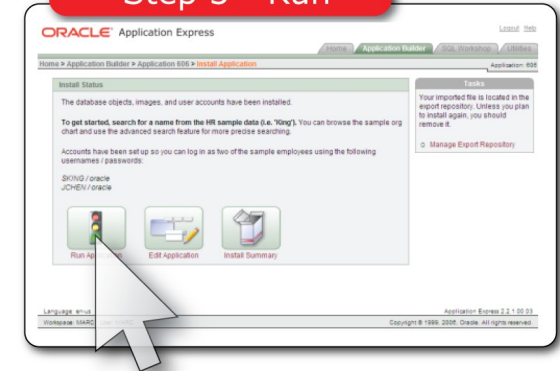 Step 3 - Run
ORACLE Application Express
Logout Help
Home Application Builder SQL Workshop Utilities
Home > Application Builder > Application 606 > Install Application
Application: 606
Install Status
The database objects, images, and user accounts have been installed.
To get started, search for a name from the HR sample data (i.e. 'King'). You can browse the sample org
chart and use the advanced search feature for more precise searching.
Accounts have been set up so you can log in as two of the sample employees using the following
usernames / passwords:
SKING / oracle
JCHEN / oracle
Run
Edit Application
Install Summary
Tasks
Your imported file is located in the
export repository. Unless you plan
to install again, you should
remove it.
Manage Export Repository
Language: en-us
Application Express 2.2.1.00.03
Workspace: MARC
Copyright © 1999, 2006, Oracle. All rights reserved.